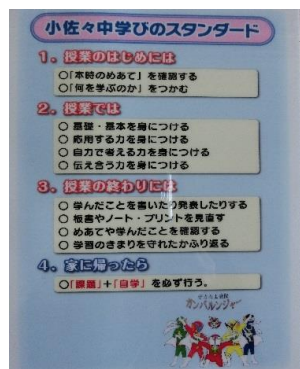 小佐々中学びのスタンダード
1．授業のはじめには
○「本時のめあて」を確認する
○「何を学ぶのか」をつかむ
2．授業では
○ 基礎・基本を身につける
○ 応用する力を身につける
○ 自力で考える力を身につける
○ 伝え合う力を身につける
3．授業の終わりには
○ 学んだことを書いたり発表したりする
○ 板書やノート・プリントを見直す
○ めあてや学んだことを確認する
○ 学習のきまりを守れたかふり返る
4．家に帰ったら
○「課題」＋「自学」を必ず行う。
ガンバルンジャー